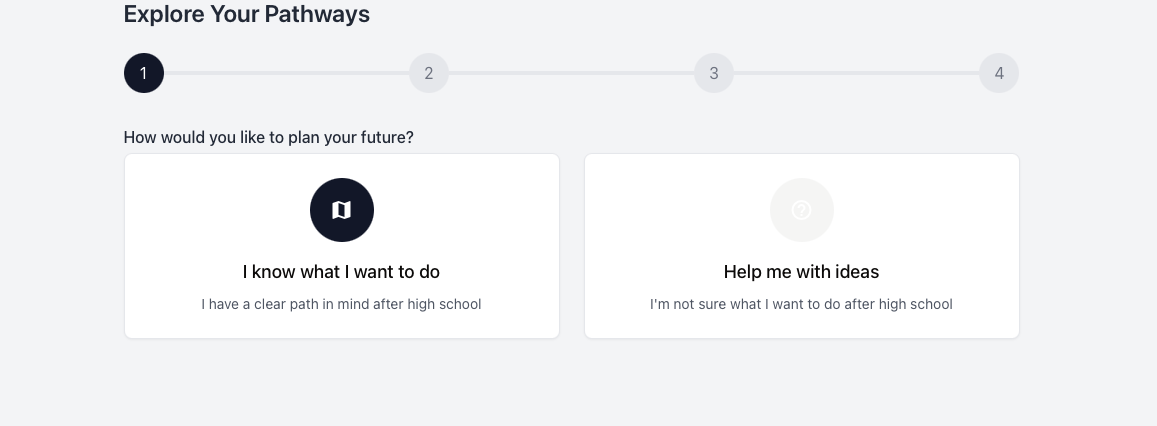 Explore Your Pathways
1 2 3 4
How would you like to plan your future?
I know what I want to do
I have a clear path in mind after high school
Help me with ideas
I'm not sure what I want to do after high school